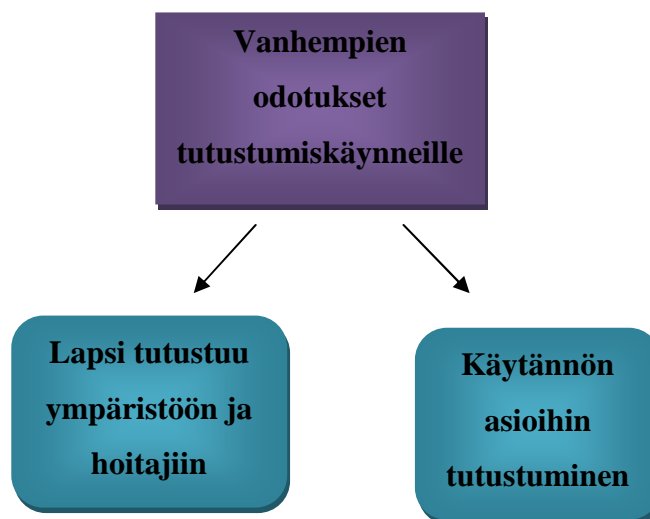 Vanhempien
odotukset
tutustumiskäynneille
Lapsi tutustuu
ympäristöön ja
hoitajiin
Käytännön
asioihin
tutustuminen